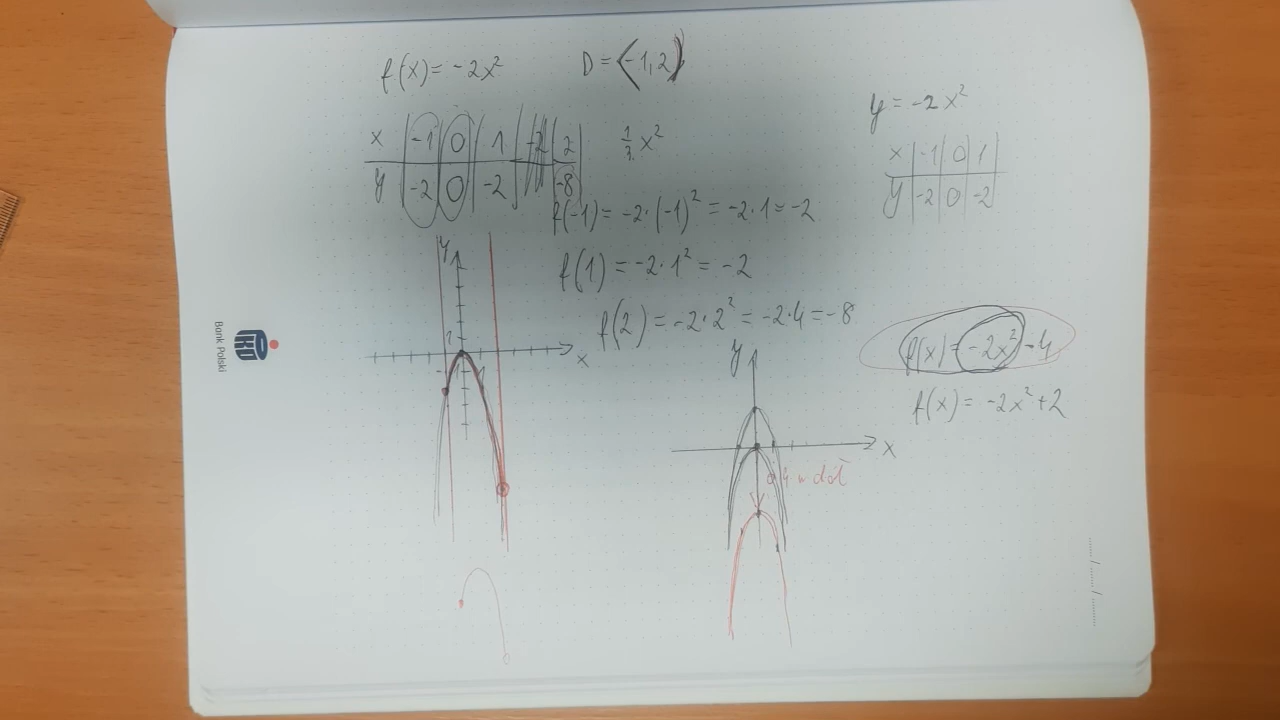 f(x) = -2x² D = ⟨-1, 2)
x | -1 | 0 | 1 | 2
y | -2 | 0 | -2 | -8
x²
f(-1) = -2·(-1)² = -2·1 = -2
f(1) = -2·1² = -2
f(2) = -2·2² = -2·4 = -8
y
1
1
x
y
x
o 4 w dół
y = -2x²
x | -1 | 0 | 1
y | -2 | 0 | -2
f(x) = -2x² - 4
f(x) = -2x² + 2
Bank Polski